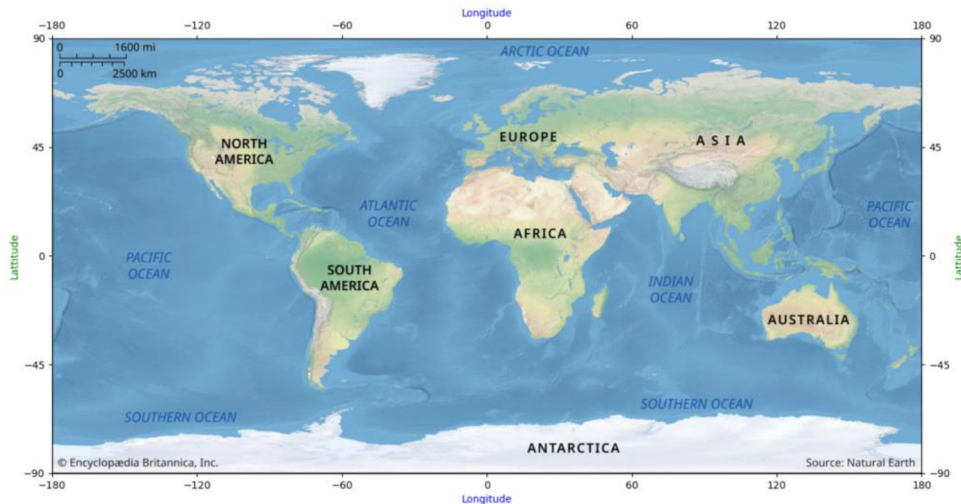 Longitude
-180 -120 -60 0 60 120 180
90 90
0 1600 mi
0 2500 km
ARCTIC OCEAN
NORTH
AMERICA
EUROPE
A S I A
45 45
ATLANTIC
OCEAN
PACIFIC
OCEAN
AFRICA
Lattitude
0 0
Lattitude
PACIFIC
OCEAN
SOUTH
AMERICA
INDIAN
OCEAN
AUSTRALIA
-45 -45
SOUTHERN OCEAN
SOUTHERN OCEAN
ANTARCTICA
© Encyclopædia Britannica, Inc.
Source: Natural Earth
-90 -90
-180 -120 -60 0 60 120 180
Longitude